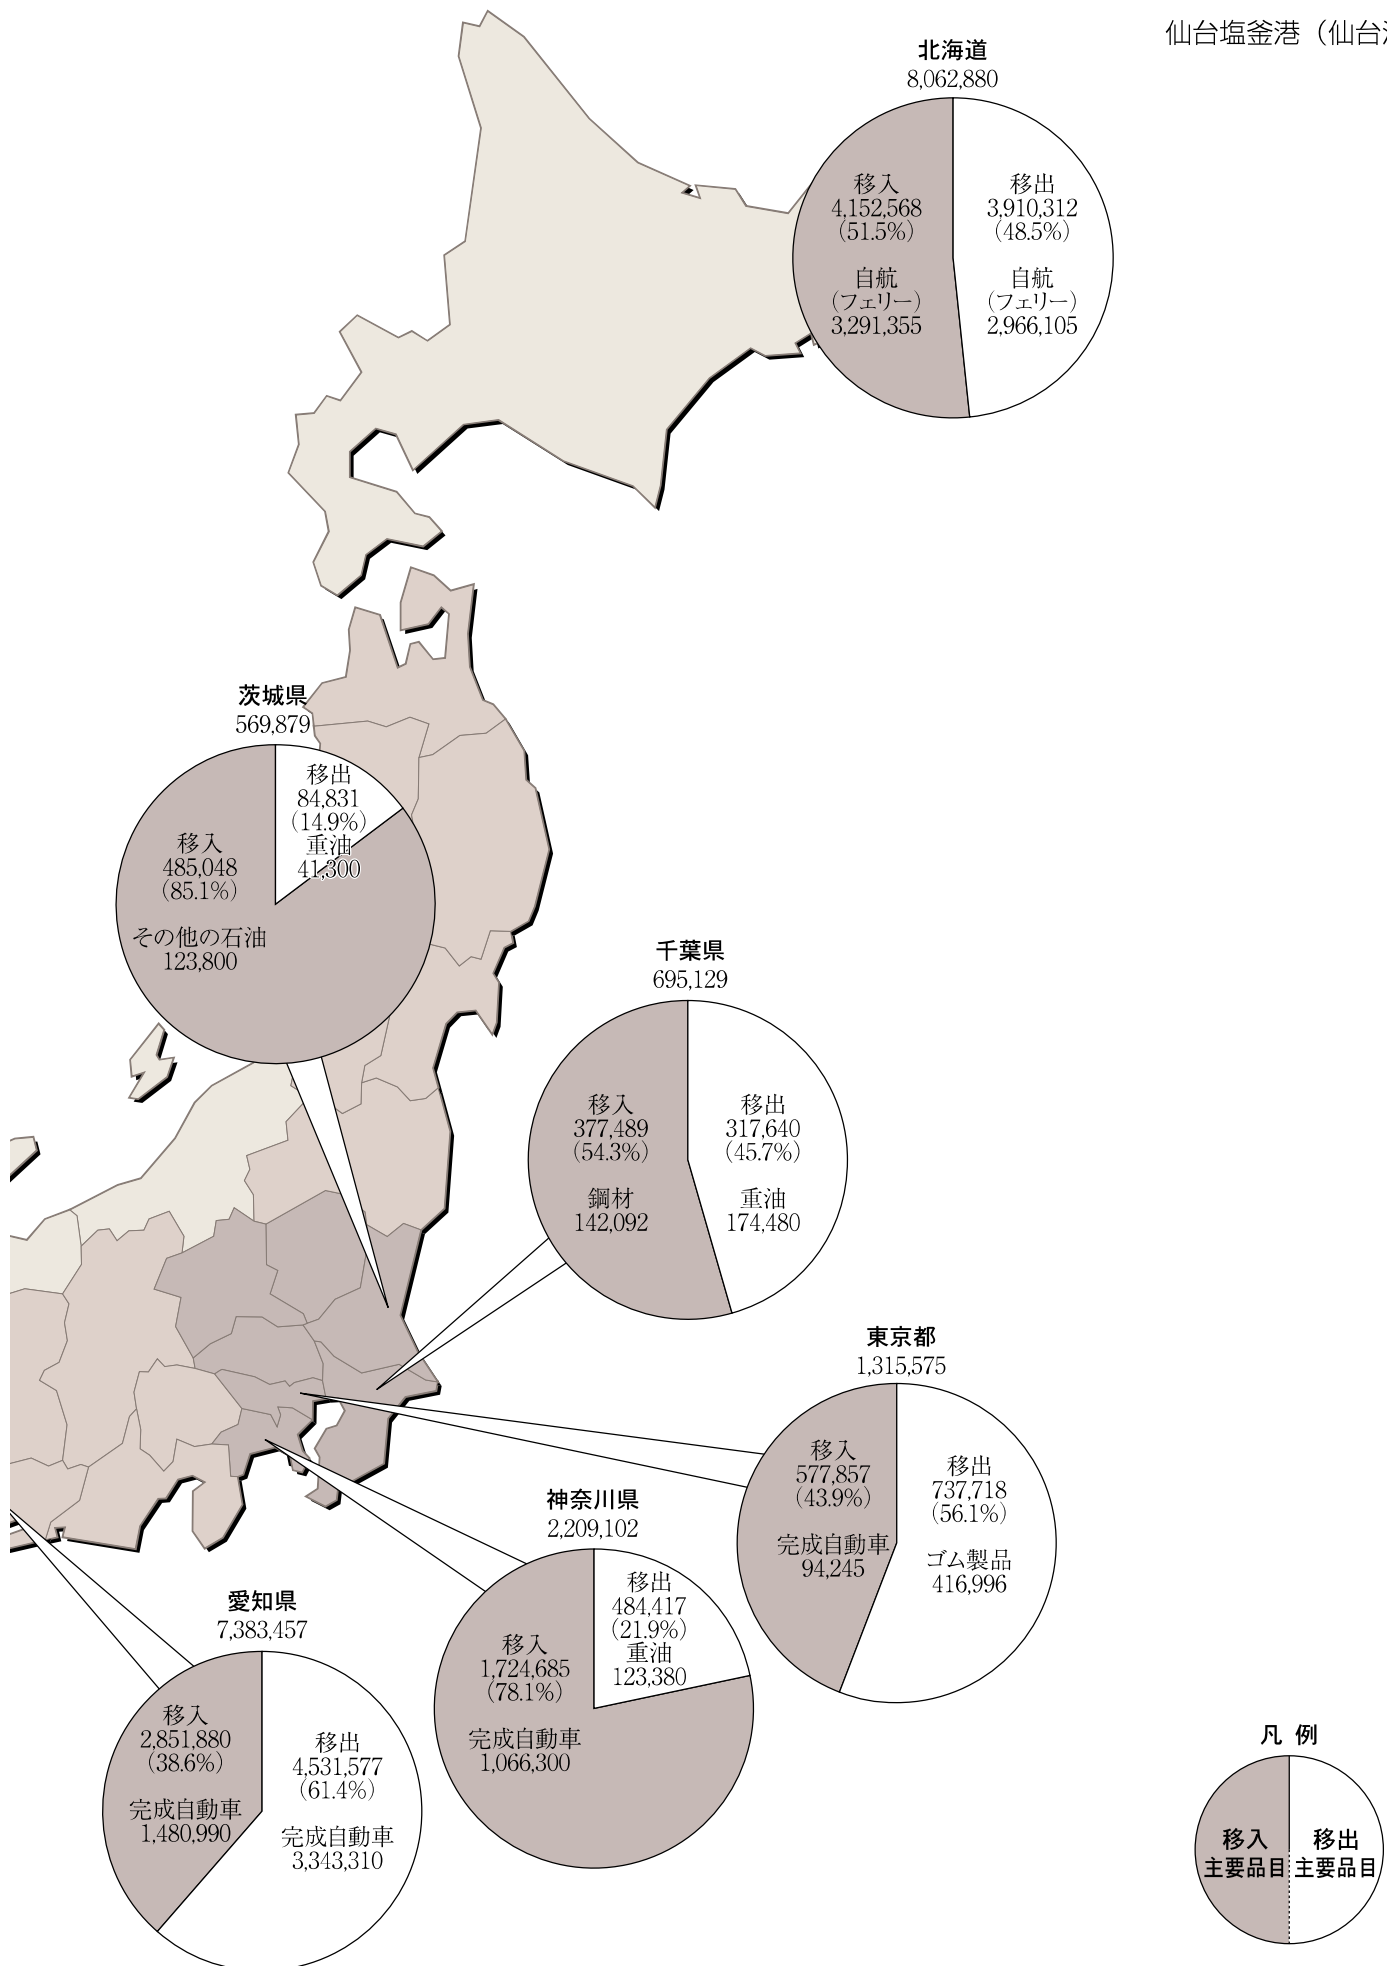 仙台塩釜港（仙台
北海道
8,062,880
移入
4,152,568
(51.5%)
自航
(フェリー)
3,291,355
移出
3,910,312
(48.5%)
自航
(フェリー)
2,966,105
茨城県
569,879
移出
84,831
(14.9%)
重油
41,300
移入
485,048
(85.1%)
その他の石油
123,800
千葉県
695,129
移入
377,489
(54.3%)
鋼材
142,092
移出
317,640
(45.7%)
重油
174,480
東京都
1,315,575
移入
577,857
(43.9%)
完成自動車
94,245
移出
737,718
(56.1%)
ゴム製品
416,996
神奈川県
2,209,102
移出
484,417
(21.9%)
重油
123,380
移入
1,724,685
(78.1%)
完成自動車
1,066,300
愛知県
7,383,457
移入
2,851,880
(38.6%)
完成自動車
1,480,990
移出
4,531,577
(61.4%)
完成自動車
3,343,310
凡 例
移入
主要品目
移出
主要品目